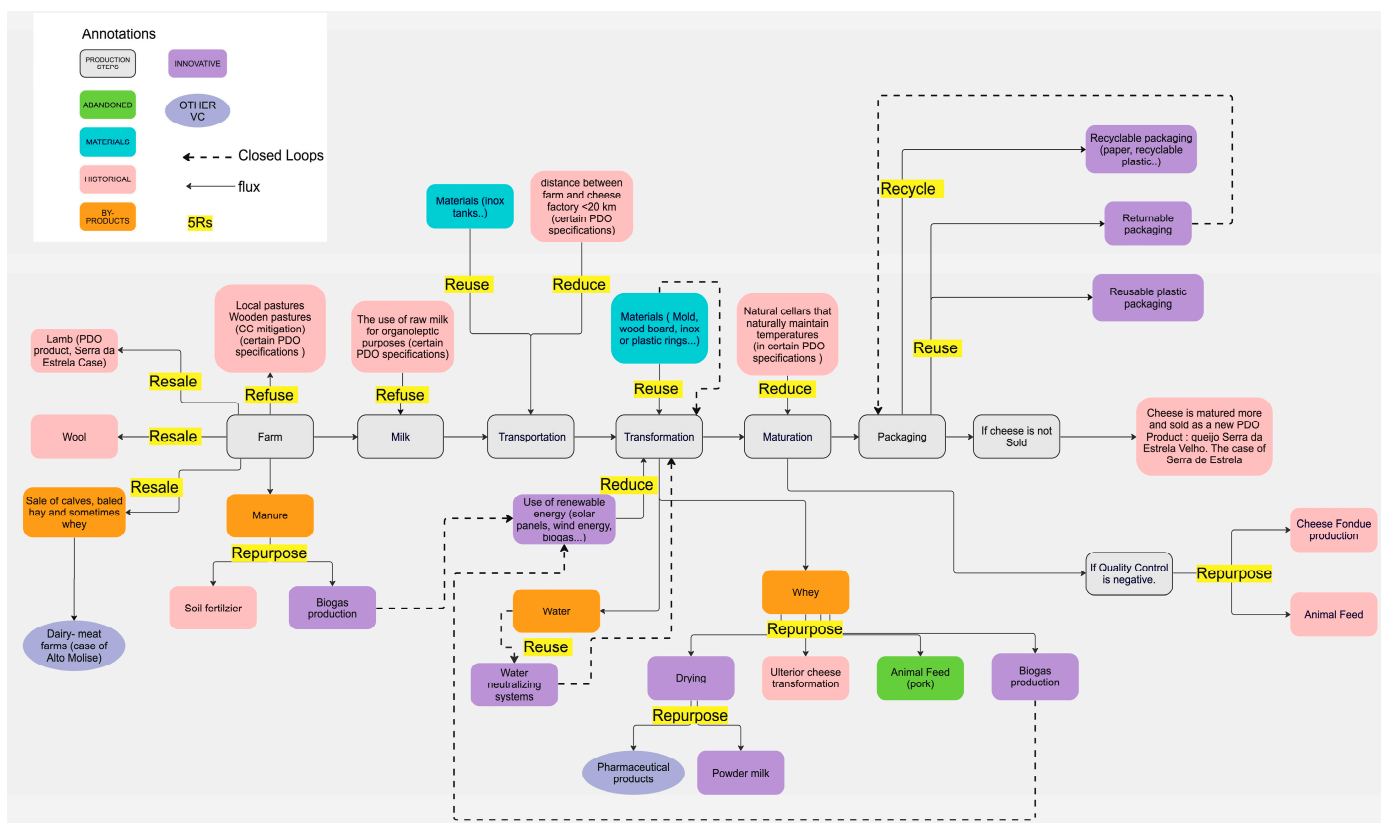 Annotations
PRODUCTION
STEPS
INNOVATIVE
ABANDONED
OTHER
VC
MATERIALS
Closed Loops
HISTORICAL
flux
BY-
PRODUCTS
5Rs
Materials (inox
tanks..)
distance between
farm and cheese
factory <20 km
(certain PDO
specifications)
Recycle
Recyclable packaging
(paper, recyclable
plastic..)
Returnable
packaging
Reusable plastic
packaging
Reuse
Reuse
Reduce
Lamb (PDO
product, Serra da
Estrela Case)
Resale
Local pastures
Wooden pastures
(CC mitigation)
(certain PDO
specifications )
Refuse
The use of raw milk
for organoleptic
purposes (certain
PDO specifications)
Refuse
Materials ( Mold,
wood board, inox
or plastic rings...)
Reuse
Natural cellars that
naturally maintain
temperatures
(in certain PDO
specifications )
Reduce
Wool
Resale
Farm
Milk
Transportation
Transformation
Maturation
Packaging
If cheese is not
Sold
Cheese is matured more
and sold as a new PDO
Product : queijo Serra da
Estrela Velho. The case of
Serra de Estrela
Resale
Sale of calves, baled
hay and sometimes
whey
Manure
Repurpose
Reduce
Use of renewable
energy (solar
panels, wind energy,
biogas...)
Soil fertilzier
Biogas
production
Dairy- meat
farms (case of
Alto Molise)
Water
Reuse
Water
neutralizing
systems
Whey
Repurpose
Drying
Ulterior cheese
transformation
Animal Feed
(pork)
Biogas
production
Repurpose
Pharmaceutical
products
Powder milk
If Quality Control
is negative.
Repurpose
Cheese Fondue
production
Animal Feed